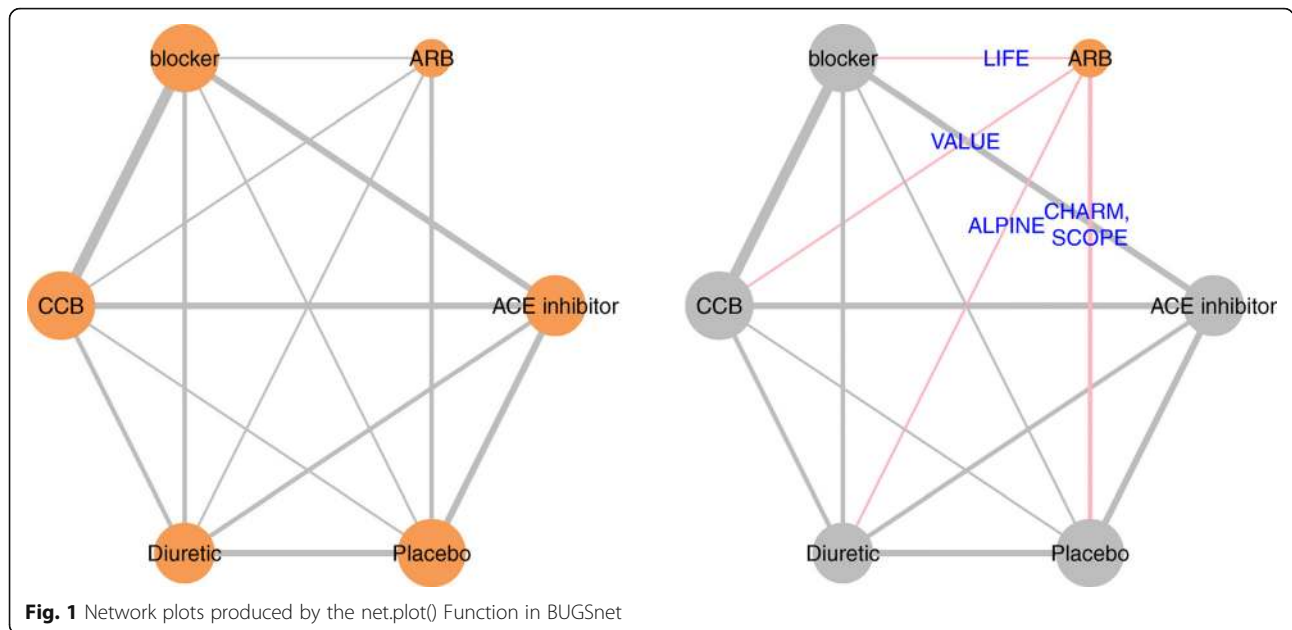 blocker
ARB
CCB
ACE inhibitor
Diuretic
Placebo
blocker
LIFE
ARB
VALUE
ALPINE
CHARM,
SCOPE
CCB
ACE inhibitor
Diuretic
Placebo
Fig. 1 Network plots produced by the net.plot() Function in BUGSnet